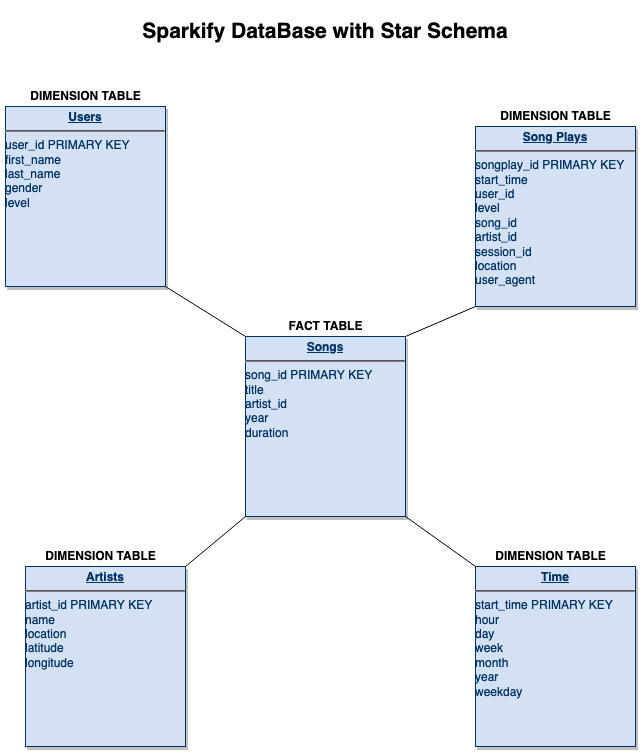 Sparkify DataBase with Star Schema
DIMENSION TABLE
Users
user_id PRIMARY KEY
first_name
last_name
gender
level
DIMENSION TABLE
Song Plays
songplay_id PRIMARY KEY
start_time
user_id
level
song_id
artist_id
session_id
location
user_agent
FACT TABLE
Songs
song_id PRIMARY KEY
title
artist_id
year
duration
DIMENSION TABLE
Artists
artist_id PRIMARY KEY
name
location
latitude
longitude
DIMENSION TABLE
Time
start_time PRIMARY KEY
hour
day
week
month
year
weekday